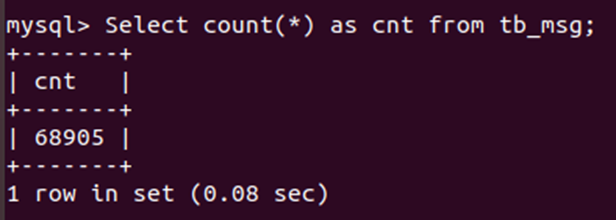 mysql> Select count(*) as cnt from tb_msg;
+-------+
| cnt   |
+-------+
| 68905 |
+-------+
1 row in set (0.08 sec)